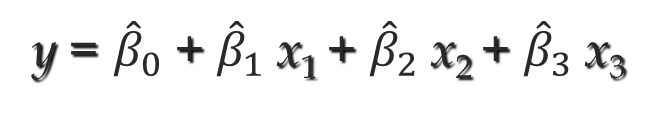 y = β̂₀ + β̂₁ x₁ + β̂₂ x₂ + β̂₃ x₃